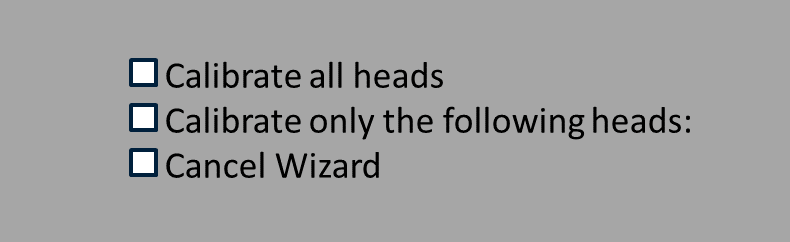 Calibrate all heads
Calibrate only the following heads:
Cancel Wizard